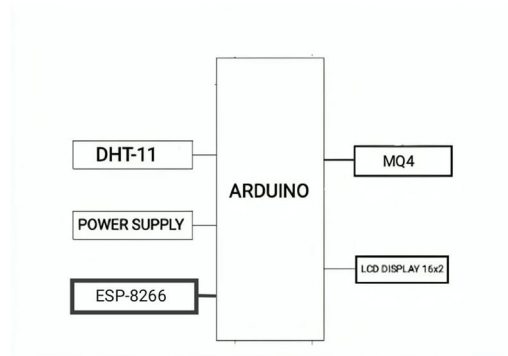 DHT-11
POWER SUPPLY
ESP-8266
ARDUINO
MQ4
LCD DISPLAY 16x2